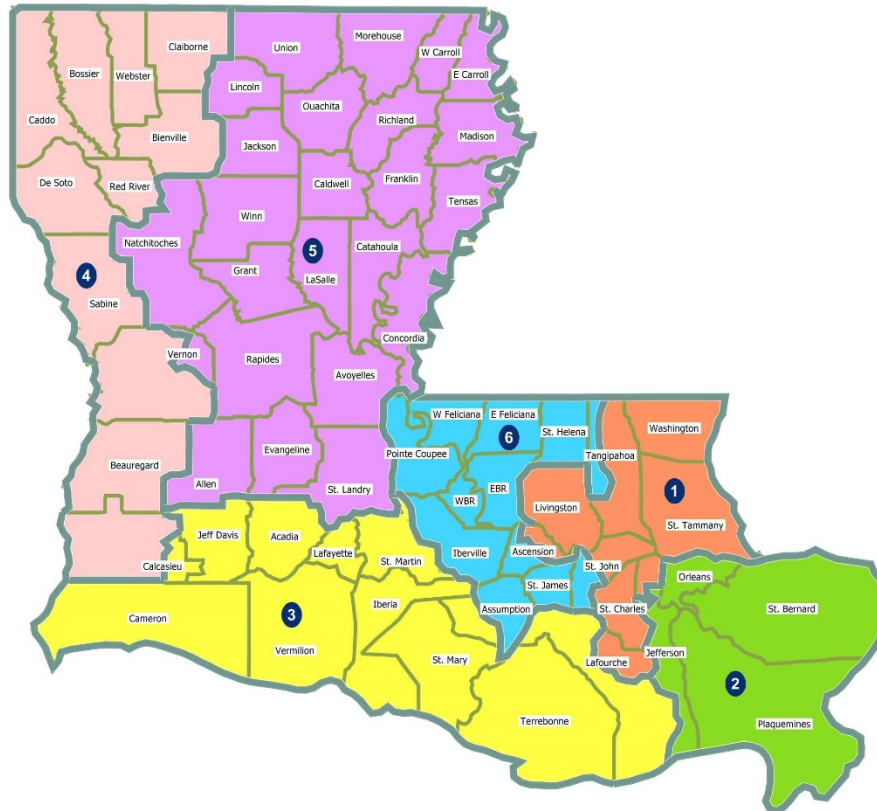 Claiborne
Union
Morehouse
W Carroll
Bossier
Webster
E Carroll
Lincoln
Ouachita
Caddo
Richland
Bienville
Madison
Jackson
De Soto
Red River
Caldwell
Franklin
Tensas
Winn
Natchitoches
5
Catahoula
4
Grant
LaSalle
Sabine
Concordia
Vernon
Rapides
Avoyelles
W Feliciana
E Feliciana
St. Helena
Washington
6
Evangeline
Pointe Coupee
Tangipahoa
Beauregard
Allen
St. Landry
WBR
EBR
1
Livingston
St. Tammany
Jeff Davis
Acadia
Lafayette
Iberville
Ascension
Calcasieu
St. Martin
St. John
St. James
Orleans
Cameron
Iberia
Assumption
St. Charles
St. Bernard
3
Vermilion
St. Mary
Lafourche
Jefferson
2
Terrebonne
Plaquemines